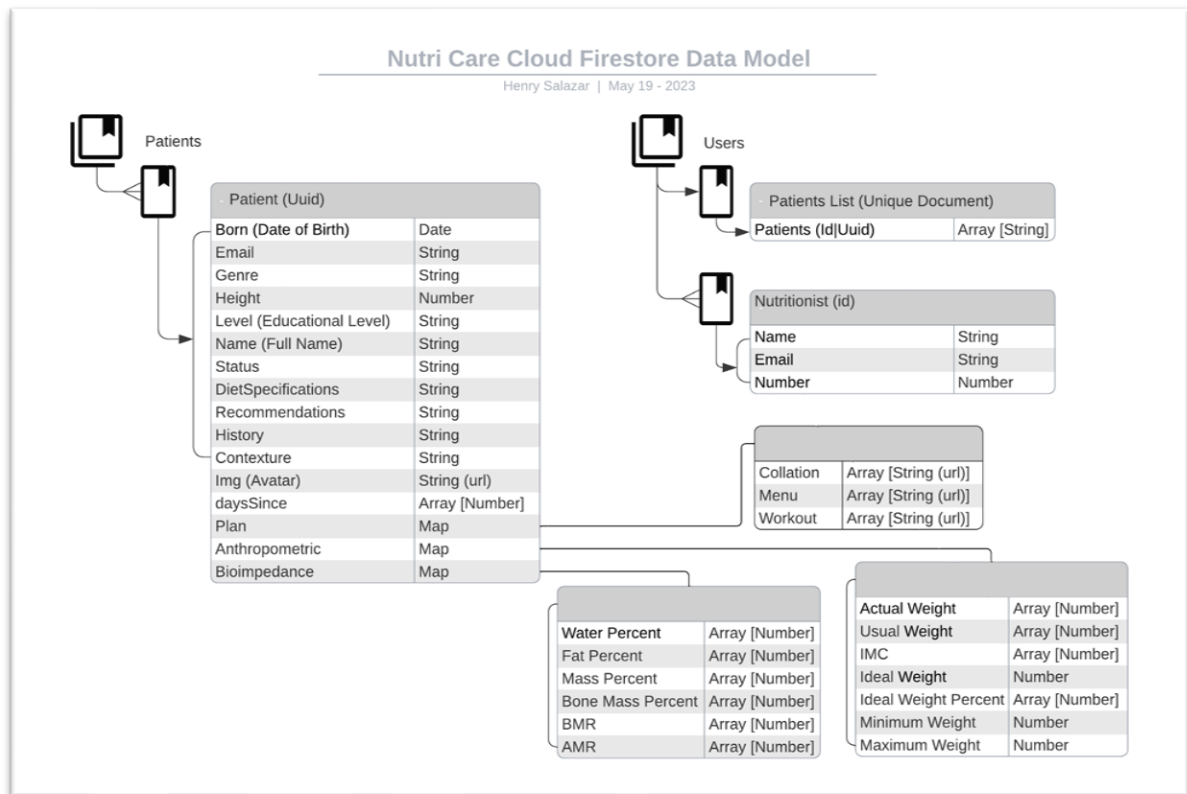 Nutri Care Cloud Firestore Data Model
Henry Salazar | May 19 - 2023
Patients
Patient (Uuid)
Born (Date of Birth) Date
Email String
Genre String
Height Number
Level (Educational Level) String
Name (Full Name) String
Status String
DietSpecifications String
Recommendations String
History String
Contexture String
Img (Avatar) String (url)
daysSince Array [Number]
Plan Map
Anthropometric Map
Bioimpedance Map
Users
Patients List (Unique Document)
Patients (Id|Uuid) Array [String]
Nutritionist (id)
Name String
Email String
Number Number
Collation Array [String (url)]
Menu Array [String (url)]
Workout Array [String (url)]
Water Percent Array [Number]
Fat Percent Array [Number]
Mass Percent Array [Number]
Bone Mass Percent Array [Number]
BMR Array [Number]
AMR Array [Number]
Actual Weight Array [Number]
Usual Weight Array [Number]
IMC Array [Number]
Ideal Weight Number
Ideal Weight Percent Array [Number]
Minimum Weight Number
Maximum Weight Number